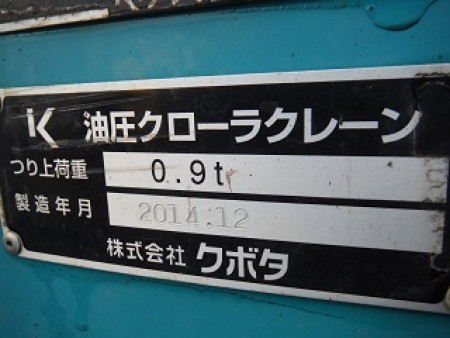 K 油圧クローラクレーン
つり上荷重 0.9t
製造年月 2014.12
株式会社 クボタ